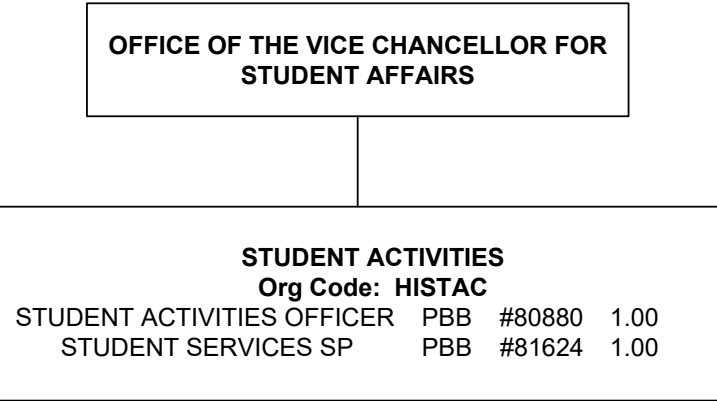 OFFICE OF THE VICE CHANCELLOR FOR
STUDENT AFFAIRS
STUDENT ACTIVITIES
Org Code: HISTAC
STUDENT ACTIVITIES OFFICER PBB #80880 1.00
STUDENT SERVICES SP PBB #81624 1.00